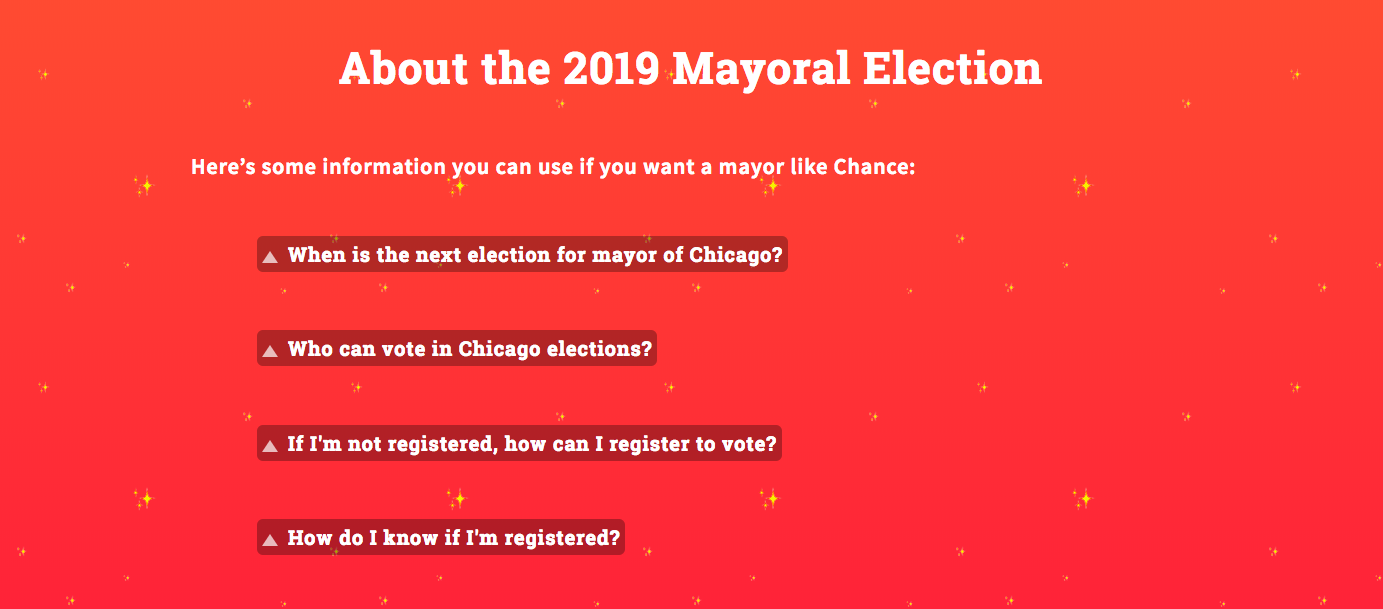 About the 2019 Mayoral Election
Here’s some information you can use if you want a mayor like Chance:
When is the next election for mayor of Chicago?
Who can vote in Chicago elections?
If I'm not registered, how can I register to vote?
How do I know if I'm registered?